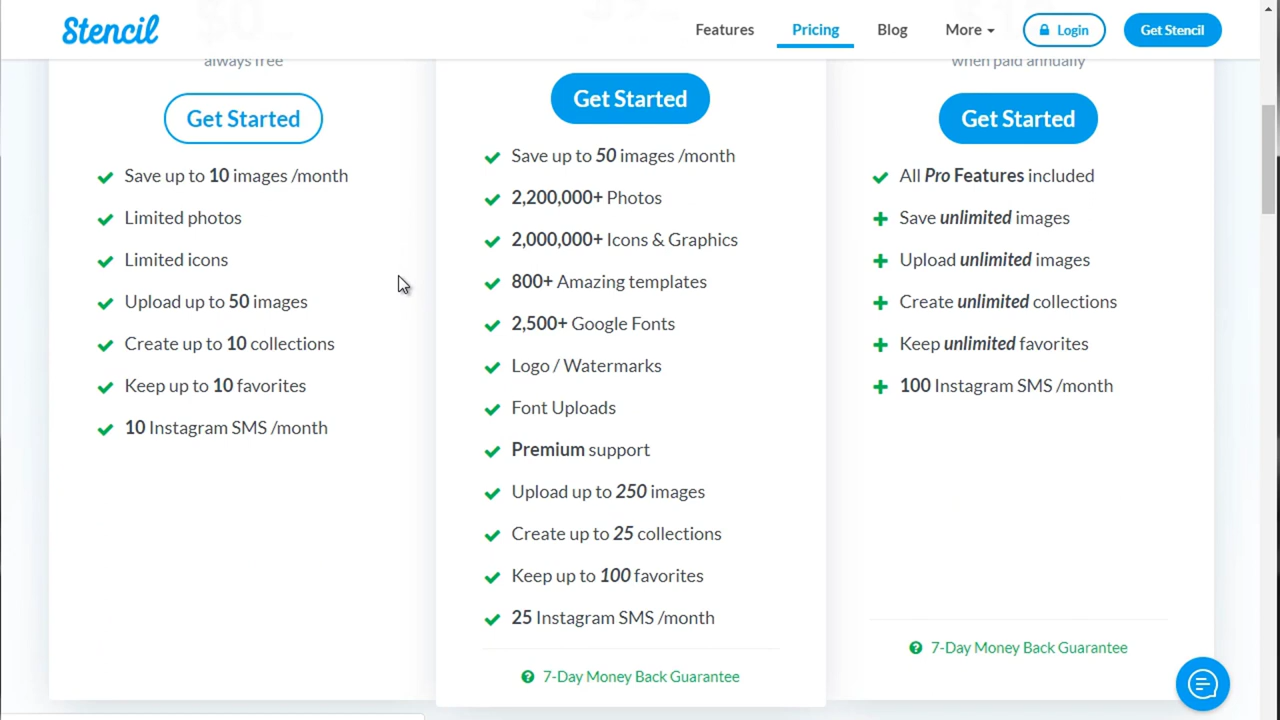 Stencil
Features
Pricing
Blog
More
Login
Get Stencil
always free
Get Started
Save up to 10 images /month
Limited photos
Limited icons
Upload up to 50 images
Create up to 10 collections
Keep up to 10 favorites
10 Instagram SMS /month
Get Started
Save up to 50 images /month
2,200,000+ Photos
2,000,000+ Icons & Graphics
800+ Amazing templates
2,500+ Google Fonts
Logo / Watermarks
Font Uploads
Premium support
Upload up to 250 images
Create up to 25 collections
Keep up to 100 favorites
25 Instagram SMS /month
7-Day Money Back Guarantee
when paid annually
Get Started
All Pro Features included
Save unlimited images
Upload unlimited images
Create unlimited collections
Keep unlimited favorites
100 Instagram SMS /month
7-Day Money Back Guarantee